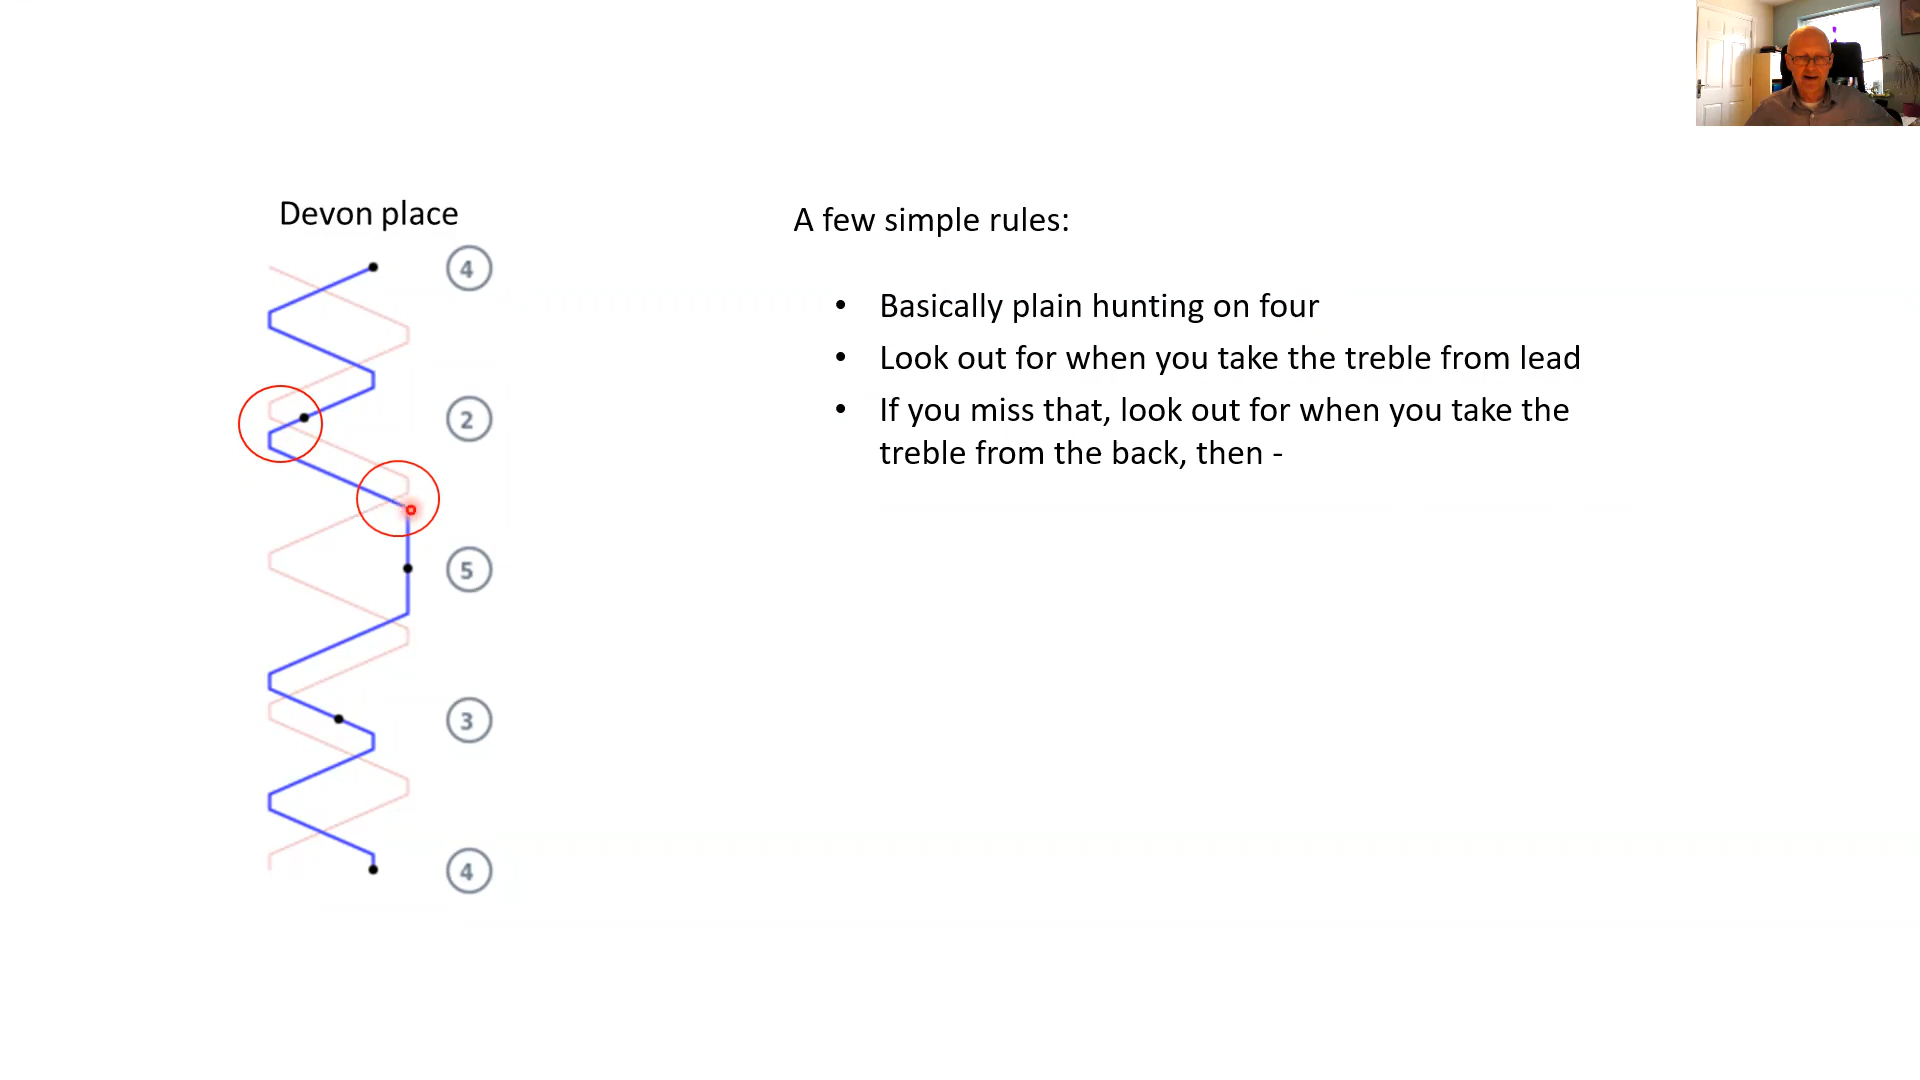 Devon place
4
2
5
3
4
A few simple rules:
• Basically plain hunting on four
• Look out for when you take the treble from lead
• If you miss that, look out for when you take the
treble from the back, then -